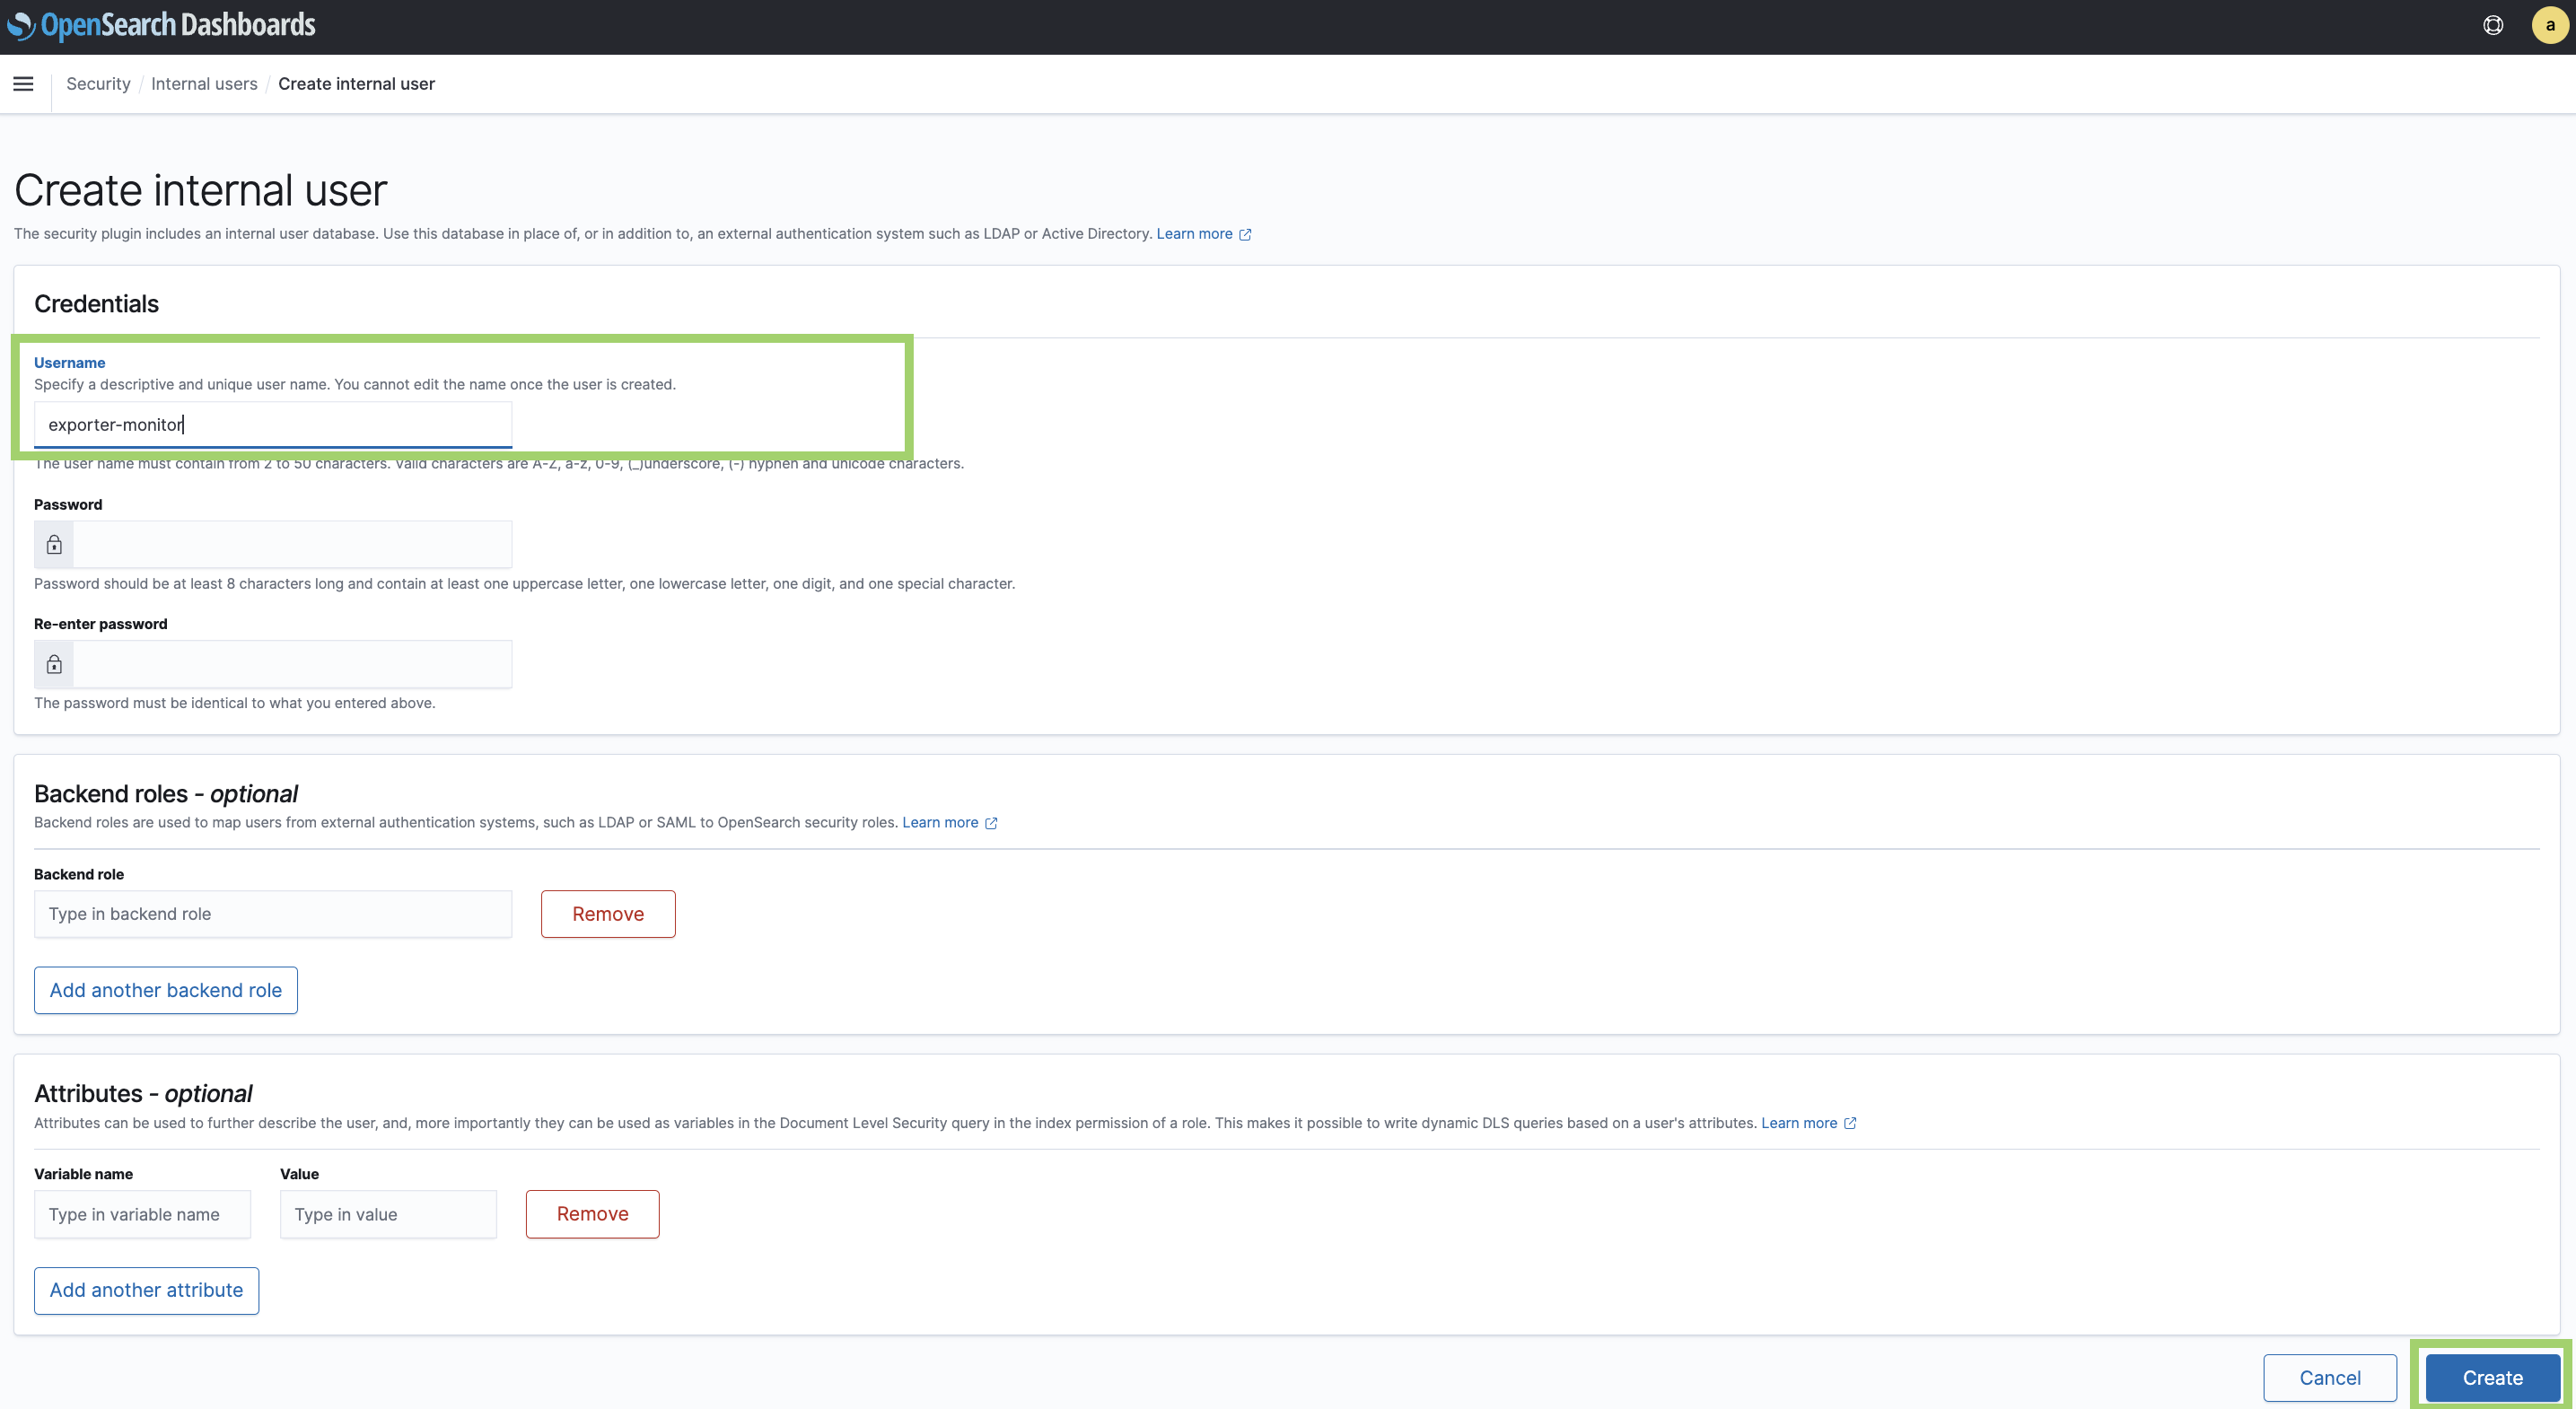 OpenSearch Dashboards
a
Security / Internal users / Create internal user
Create internal user
The security plugin includes an internal user database. Use this database in place of, or in addition to, an external authentication system such as LDAP or Active Directory. Learn more
Credentials
Username
Specify a descriptive and unique user name. You cannot edit the name once the user is created.
exporter-monitor
The user name must contain from 2 to 50 characters. Valid characters are A-Z, a-z, 0-9, (_)underscore, (-) hyphen and unicode characters.
Password
Password should be at least 8 characters long and contain at least one uppercase letter, one lowercase letter, one digit, and one special character.
Re-enter password
The password must be identical to what you entered above.
Backend roles - optional
Backend roles are used to map users from external authentication systems, such as LDAP or SAML to OpenSearch security roles. Learn more
Backend role
Type in backend role Remove
Add another backend role
Attributes - optional
Attributes can be used to further describe the user, and, more importantly they can be used as variables in the Document Level Security query in the index permission of a role. This makes it possible to write dynamic DLS queries based on a user's attributes. Learn more
Variable name Value
Type in variable name Type in value Remove
Add another attribute
Cancel Create